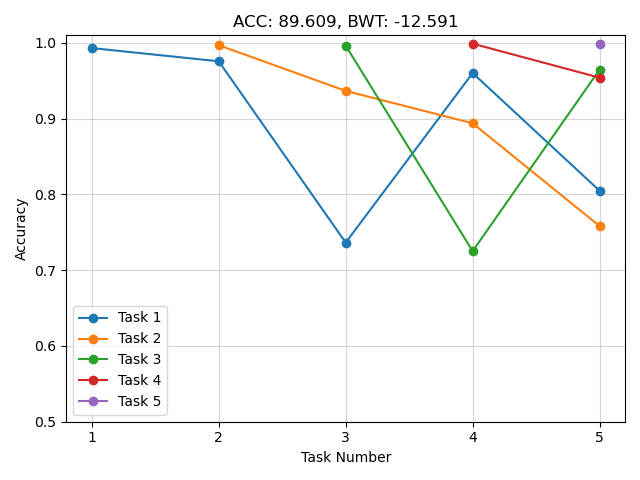 ACC: 89.609, BWT: -12.591
1.0
0.9
0.8
0.7
0.6
0.5
Accuracy
Task 1
Task 2
Task 3
Task 4
Task 5
1 2 3 4 5
Task Number